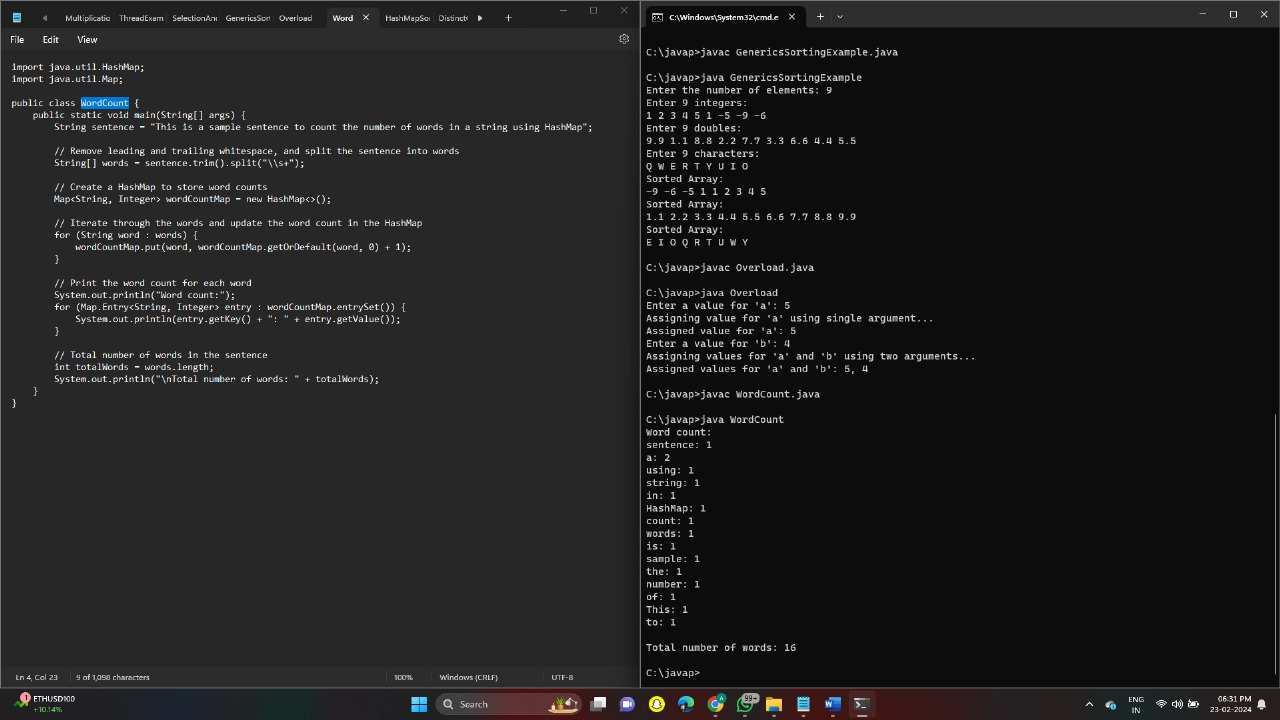 Multiplicatio ThreadExam SelectionAn GenericsSort Overload Word HashMapSo Distinct
File Edit View
import java.util.HashMap;
import java.util.Map;
public class WordCount {
public static void main(String[] args) {
String sentence = "This is a sample sentence to count the number of words in a string using HashMap";
// Remove leading and trailing whitespace, and split the sentence into words
String[] words = sentence.trim().split("\\s+");
// Create a HashMap to store word counts
Map<String, Integer> wordCountMap = new HashMap<>();
// Iterate through the words and update the word count in the HashMap
for (String word : words) {
wordCountMap.put(word, wordCountMap.getOrDefault(word, 0) + 1);
}
// Print the word count for each word
System.out.println("Word count:");
for (Map.Entry<String, Integer> entry : wordCountMap.entrySet()) {
System.out.println(entry.getKey() + ": " + entry.getValue());
}
// Total number of words in the sentence
int totalWords = words.length;
System.out.println("\nTotal number of words: " + totalWords);
}
}
Ln 4, Col 23 9 of 1,098 characters 100% Windows (CRLF) UTF-8
C:\Windows\System32\cmd.e
C:\javap>javac GenericsSortingExample.java
C:\javap>java GenericsSortingExample
Enter the number of elements: 9
Enter 9 integers:
1 2 3 4 5 1 -5 -9 -6
Enter 9 doubles:
9.9 1.1 8.8 2.2 7.7 3.3 6.6 4.4 5.5
Enter 9 characters:
Q W E R T Y U I O
Sorted Array:
-9 -6 -5 1 1 2 3 4 5
Sorted Array:
1.1 2.2 3.3 4.4 5.5 6.6 7.7 8.8 9.9
Sorted Array:
E I O Q R T U W Y
C:\javap>javac Overload.java
C:\javap>java Overload
Enter a value for 'a': 5
Assigning value for 'a' using single argument...
Assigned value for 'a': 5
Enter a value for 'b': 4
Assigning values for 'a' and 'b' using two arguments...
Assigned values for 'a' and 'b': 5, 4
C:\javap>javac WordCount.java
C:\javap>java WordCount
Word count:
sentence: 1
a: 2
using: 1
string: 1
in: 1
HashMap: 1
count: 1
words: 1
is: 1
sample: 1
the: 1
number: 1
of: 1
This: 1
to: 1
Total number of words: 16
C:\javap>
1 ETHUSD100
+10.14%
Search
99+
ENG
IN
06:31 PM
23-02-2024